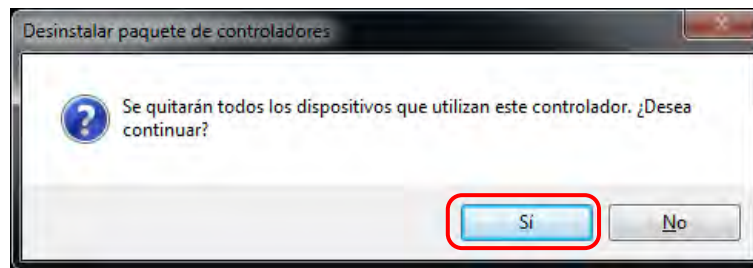 Desinstalar paquete de controladores
Se quitarán todos los dispositivos que utilizan este controlador. ¿Desea
continuar?
Sí
No